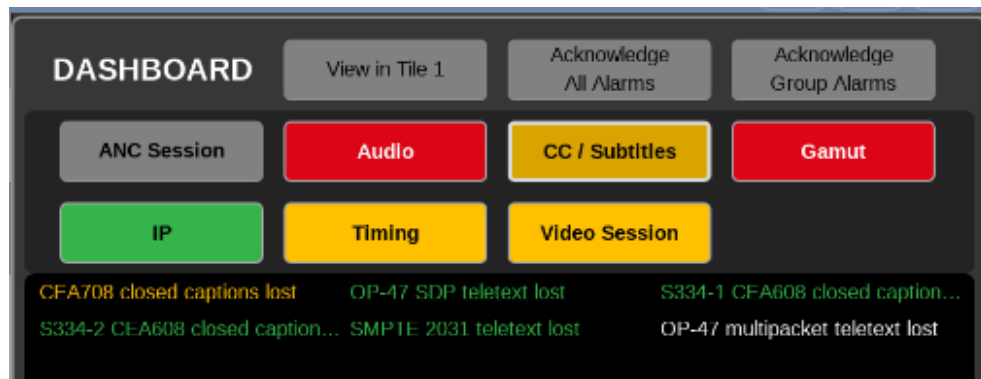 DASHBOARD
View in Tile 1
Acknowledge
All Alarms
Acknowledge
Group Alarms
ANC Session
Audio
CC / Subtitles
Gamut
IP
Timing
Video Session
CEA708 closed captions lost
OP-47 SDP teletext lost
S334-1 CEA608 closed caption...
S334-2 CEA608 closed caption...
SMPTE 2031 teletext lost
OP-47 multipacket teletext lost